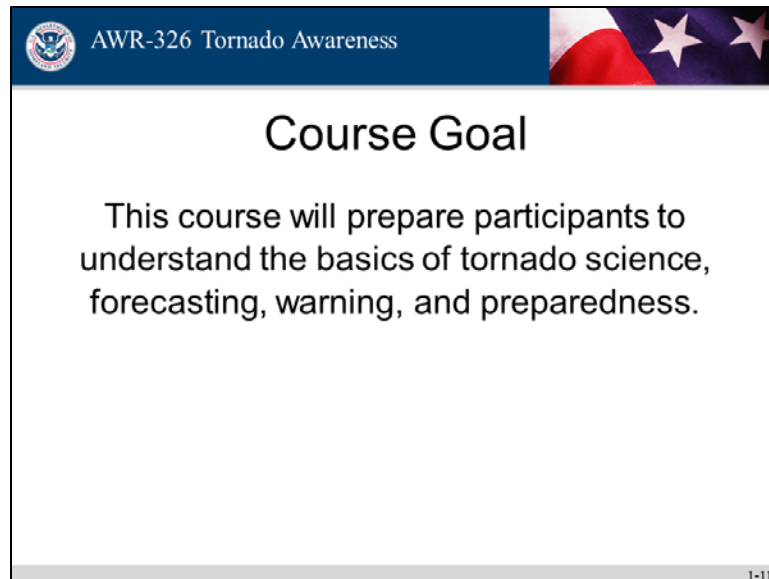 AWR-326 Tornado Awareness
Course Goal
This course will prepare participants to
understand the basics of tornado science,
forecasting, warning, and preparedness.